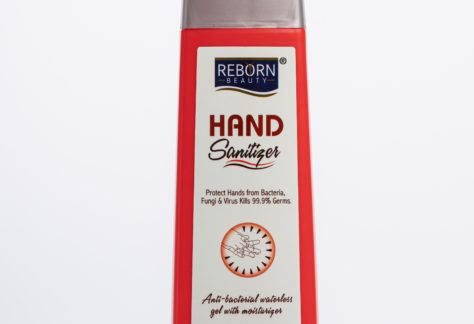 REBORN®
BEAUTY
HAND
Sanitizer
Protect Hands from Bacteria,
Fungi & Virus Kills 99.9% Germs.
Anti-bacterial waterless
gel with moisturizer